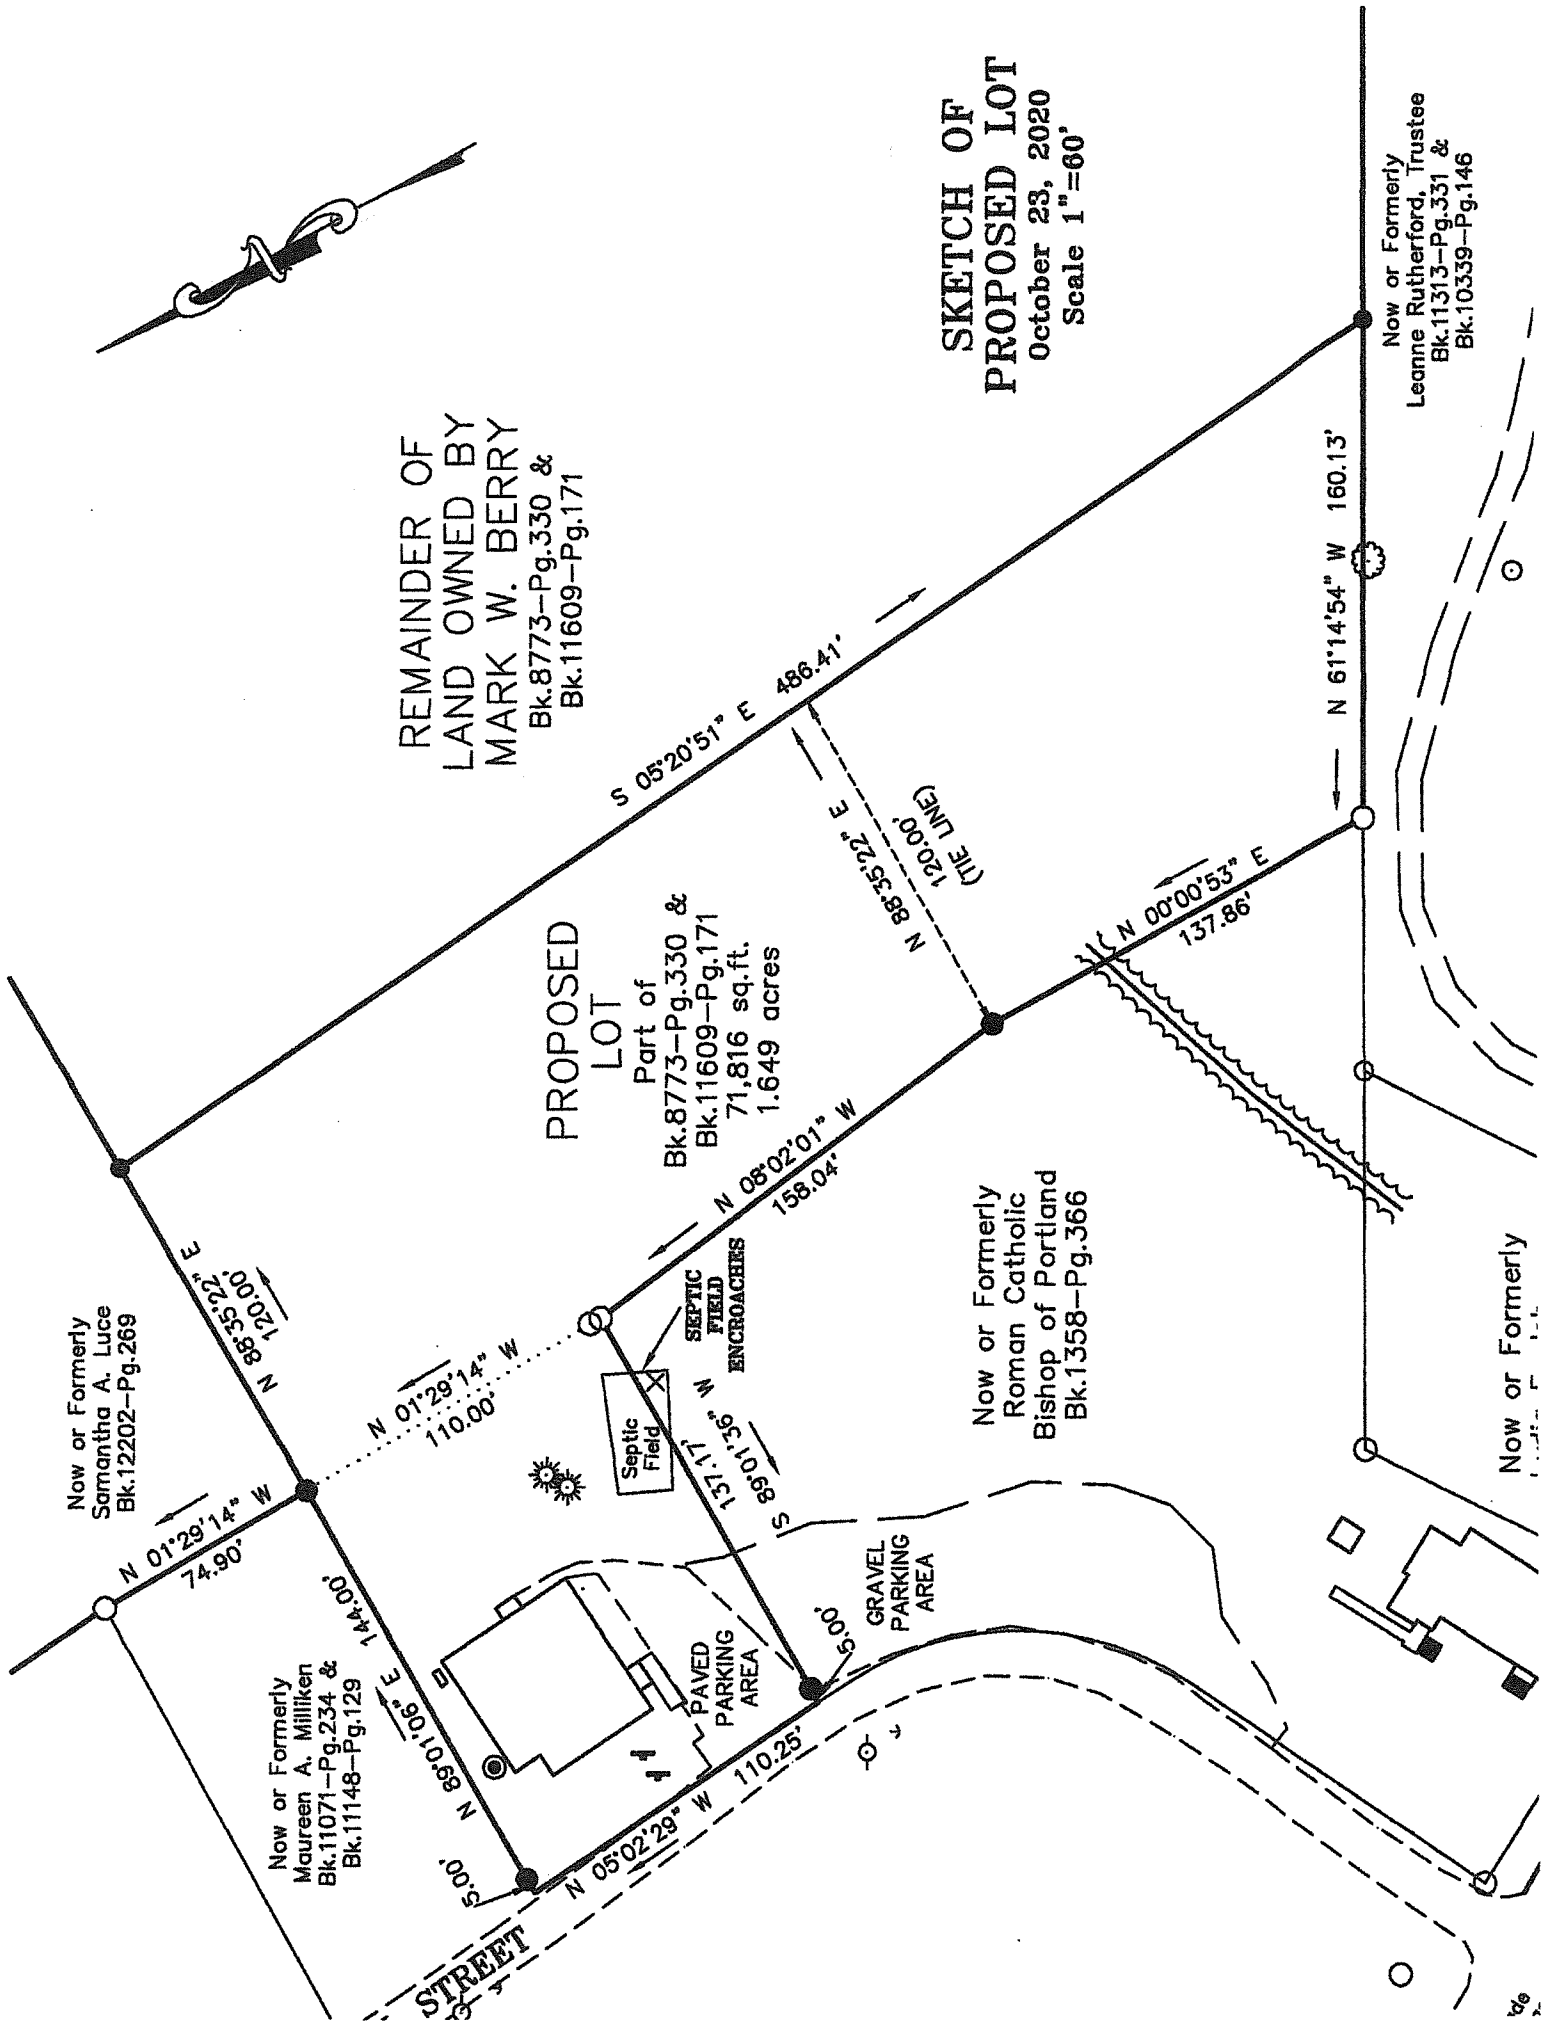 SKETCH OF
PROPOSED LOT
October 23, 2020
Scale 1"=60'
REMAINDER OF
LAND OWNED BY
MARK W. BERRY
Bk.8773-Pg.330 &
Bk.11609-Pg.171
Now or Formerly
Leanne Rutherford, Trustee
Bk.11313-Pg.331 &
Bk.10339-Pg.146
N 61°14'54" W 160.13'
S 05°20'51" E 486.41'
N 88°35'22" E
120.00'
(TIE LINE)
N 00°00'53" E
137.86'
PROPOSED
LOT
Part of
Bk.8773-Pg.330 &
Bk.11609-Pg.171
71,816 sq.ft.
1.649 acres
N 08°02'01" W
158.04'
Now or Formerly
Samantha A. Luce
Bk.12202-Pg.269
N 88°35'22" E
120.00'
N 01°29'14" W
74.90'
N 01°29'14" W
110.00'
SEPTIC
FIELD
ENCROACHES
Septic
Field
137.17'
S 89°01'36" W
Now or Formerly
Roman Catholic
Bishop of Portland
Bk.1358-Pg.366
Now or Formerly
Maureen A. Milliken
Bk.11071-Pg.234 &
Bk.11148-Pg.129
N 89°01'06" E 144.00'
PAVED
PARKING
AREA
GRAVEL
PARKING
AREA
5.00'
5.00'
N 05°02'29" W 110.25'
STREET
Now or Formerly